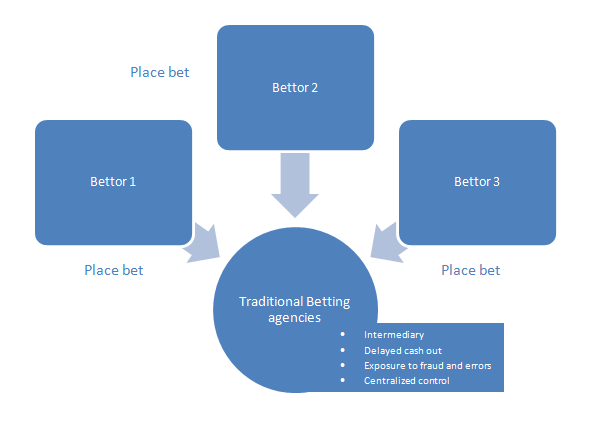 Place bet
Bettor 2
Bettor 1
Bettor 3
Place bet
Place bet
Traditional Betting
agencies
• Intermediary
• Delayed cash out
• Exposure to fraud and errors
• Centralized control